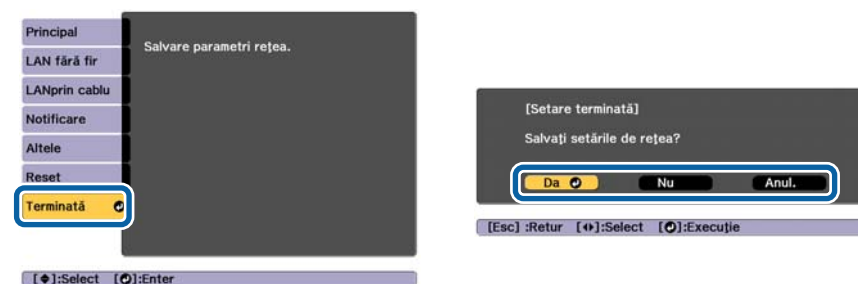 Principal
LAN fără fir
LANprin cablu
Notificare
Altele
Reset
Terminată
Salvare parametri rețea.
[◆]:Select [↵]:Enter
[Setare terminată]
Salvați setările de rețea?
Da Nu Anul.
[Esc] :Retur [◀▶]:Select [↵]:Execuție